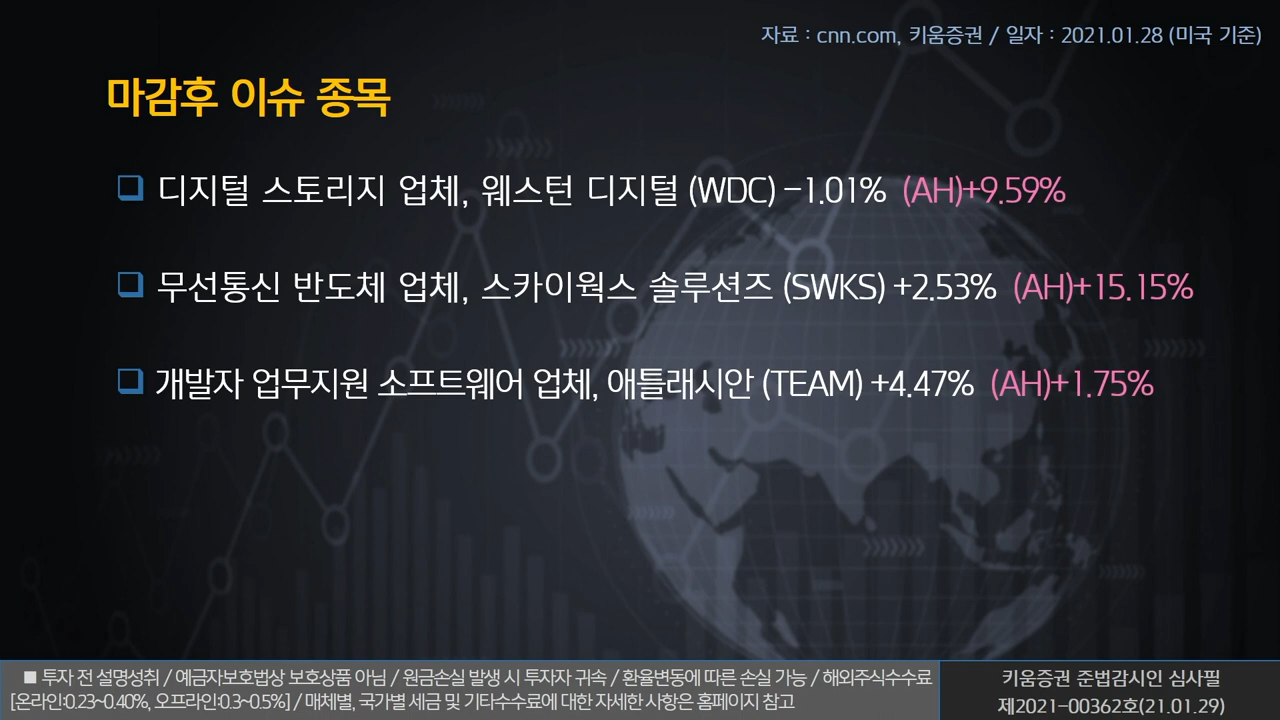 자료 : cnn.com, 키움증권 / 일자 : 2021.01.28 (미국 기준)
마감후 이슈 종목
❑ 디지털 스토리지 업체, 웨스턴 디지털 (WDC) -1.01% (AH)+9.59%
❑ 무선통신 반도체 업체, 스카이웍스 솔루션즈 (SWKS) +2.53% (AH)+15.15%
❑ 개발자 업무지원 소프트웨어 업체, 애틀래시안 (TEAM) +4.47% (AH)+1.75%
■ 투자 전 설명성취 / 예금자보호법상 보호상품 아님 / 원금손실 발생 시 투자자 귀속 / 환율변동에 따른 손실 가능 / 해외주식수수료
[온라인:0.23~0.40%, 오프라인:0.3~0.5%] / 매체별, 국가별 세금 및 기타수수료에 대한 자세한 사항은 홈페이지 참고
키움증권 준법감시인 심사필
제2021-00362호(21.01.29)